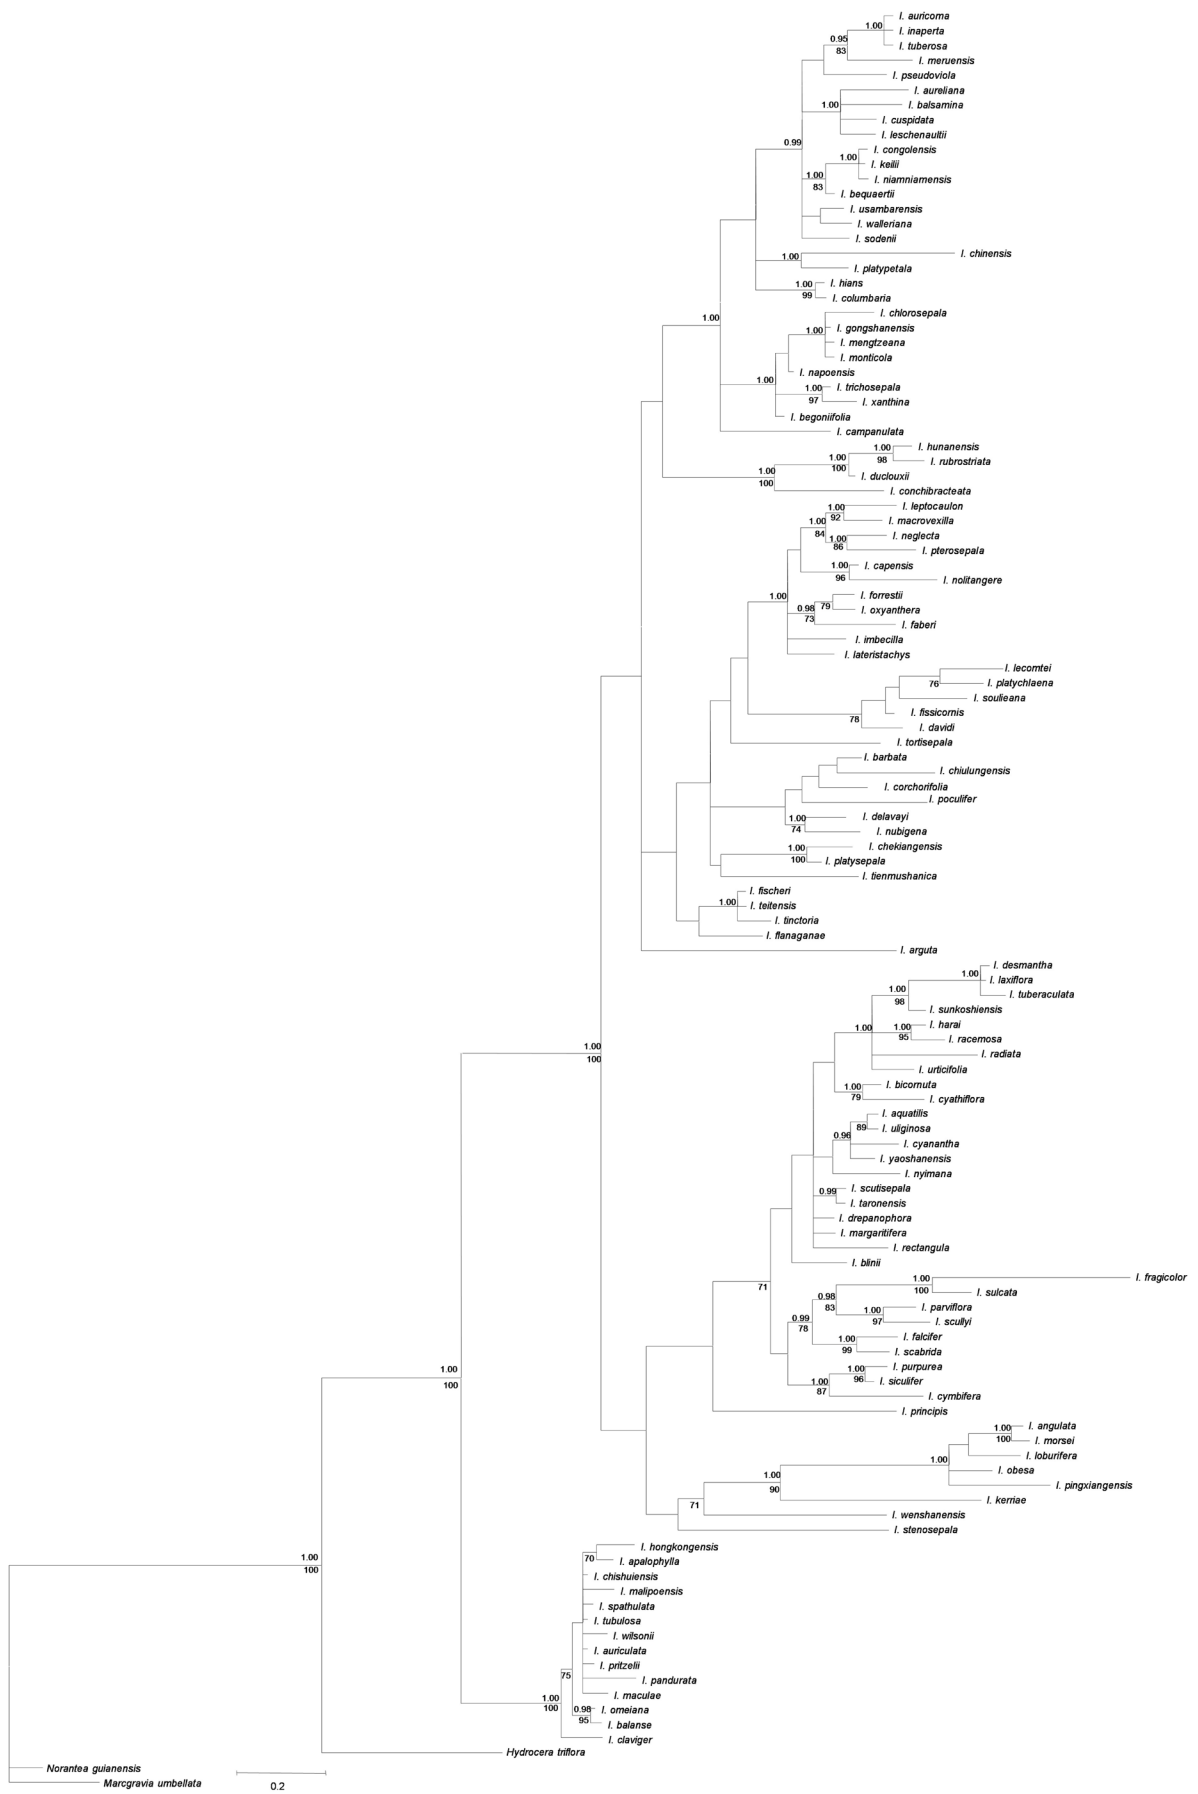 I. auricoma
1.00
I. inaperta
0.95
I. tuberosa
83
I. meruensis
I. pseudoviola
I. aureliana
1.00
I. balsamina
I. cuspidata
I. leschenaultii
0.99
I. congolensis
1.00
I. keilii
1.00
I. niamniamensis
83
I. bequaertii
I. usambarensis
I. walleriana
I. sodenii
I. chinensis
1.00
I. platypetala
1.00
I. hians
99
I. columbaria
I. chlorosepala
1.00
I. gongshanensis
1.00
I. mengtzeana
I. monticola
I. napoensis
1.00
1.00
I. trichosepala
97
I. xanthina
I. begoniifolia
I. campanulata
1.00
I. hunanensis
1.00
98
I. rubrostriata
1.00
100
I. duclouxii
100
I. conchibracteata
1.00
I. leptocaulon
1.00
92
I. macrovexilla
84
1.00
I. neglecta
86
I. pterosepala
1.00
I. capensis
96
I. nolitangere
1.00
I. forrestii
0.98
79
I. oxyanthera
73
I. faberi
I. imbecilla
I. lateristachys
I. lecomtei
76
I. platychlaena
I. soulieana
78
I. fissicornis
I. davidi
I. tortisepala
I. barbata
I. chiulungensis
I. corchorifolia
I. poculifer
1.00
I. delavayi
74
I. nubigena
1.00
I. chekiangensis
100
I. platysepala
I. tienmushanica
I. fischeri
1.00
I. teitensis
I. tinctoria
I. flanaganae
I. arguta
I. desmantha
1.00
I. laxiflora
1.00
I. tuberaculata
98
I. sunkoshiensis
1.00
1.00
I. harai
95
I. racemosa
1.00
100
I. radiata
I. urticifolia
1.00
I. bicornuta
79
I. cyathiflora
I. aquatilis
89
I. uliginosa
0.96
I. cyanantha
I. yaoshanensis
I. nyimana
0.99
I. scutisepala
I. taronensis
I. drepanophora
I. margaritifera
I. rectangula
I. blinii
71
1.00
I. fragicolor
100
I. sulcata
0.98
83
1.00
I. parviflora
97
I. scullyi
0.99
78
1.00
I. falcifer
99
I. scabrida
1.00
100
1.00
I. purpurea
96
I. siculifer
1.00
87
I. cymbifera
I. principis
1.00
I. angulata
100
I. morsei
1.00
I. loburifera
1.00
I. obesa
90
I. pingxiangensis
71
I. kerriae
I. wenshanensis
I. stenosepala
I. hongkongensis
1.00
70
I. apalophylla
100
I. chishuiensis
I. malipoensis
I. spathulata
I. tubulosa
I. wilsonii
I. auriculata
I. pritzelii
75
I. pandurata
1.00
I. maculae
100
0.98
I. omeiana
95
I. balanse
I. claviger
Hydrocera triflora
Norantea guianensis
Marcgravia umbellata
0.2